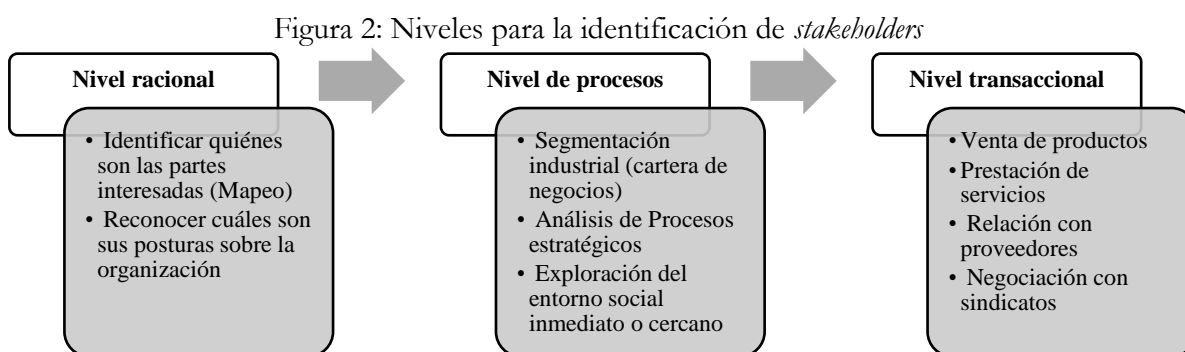 Figura 2: Niveles para la identificación de stakeholders
Nivel racional
• Identificar quiénes
son las partes
interesadas (Mapeo)
• Reconocer cuáles son
sus posturas sobre la
organización
Nivel de procesos
• Segmentación
industrial (cartera de
negocios)
• Análisis de Procesos
estratégicos
• Exploración del
entorno social
inmediato o cercano
Nivel transaccional
• Venta de productos
• Prestación de
servicios
• Relación con
proveedores
• Negociación con
sindicatos